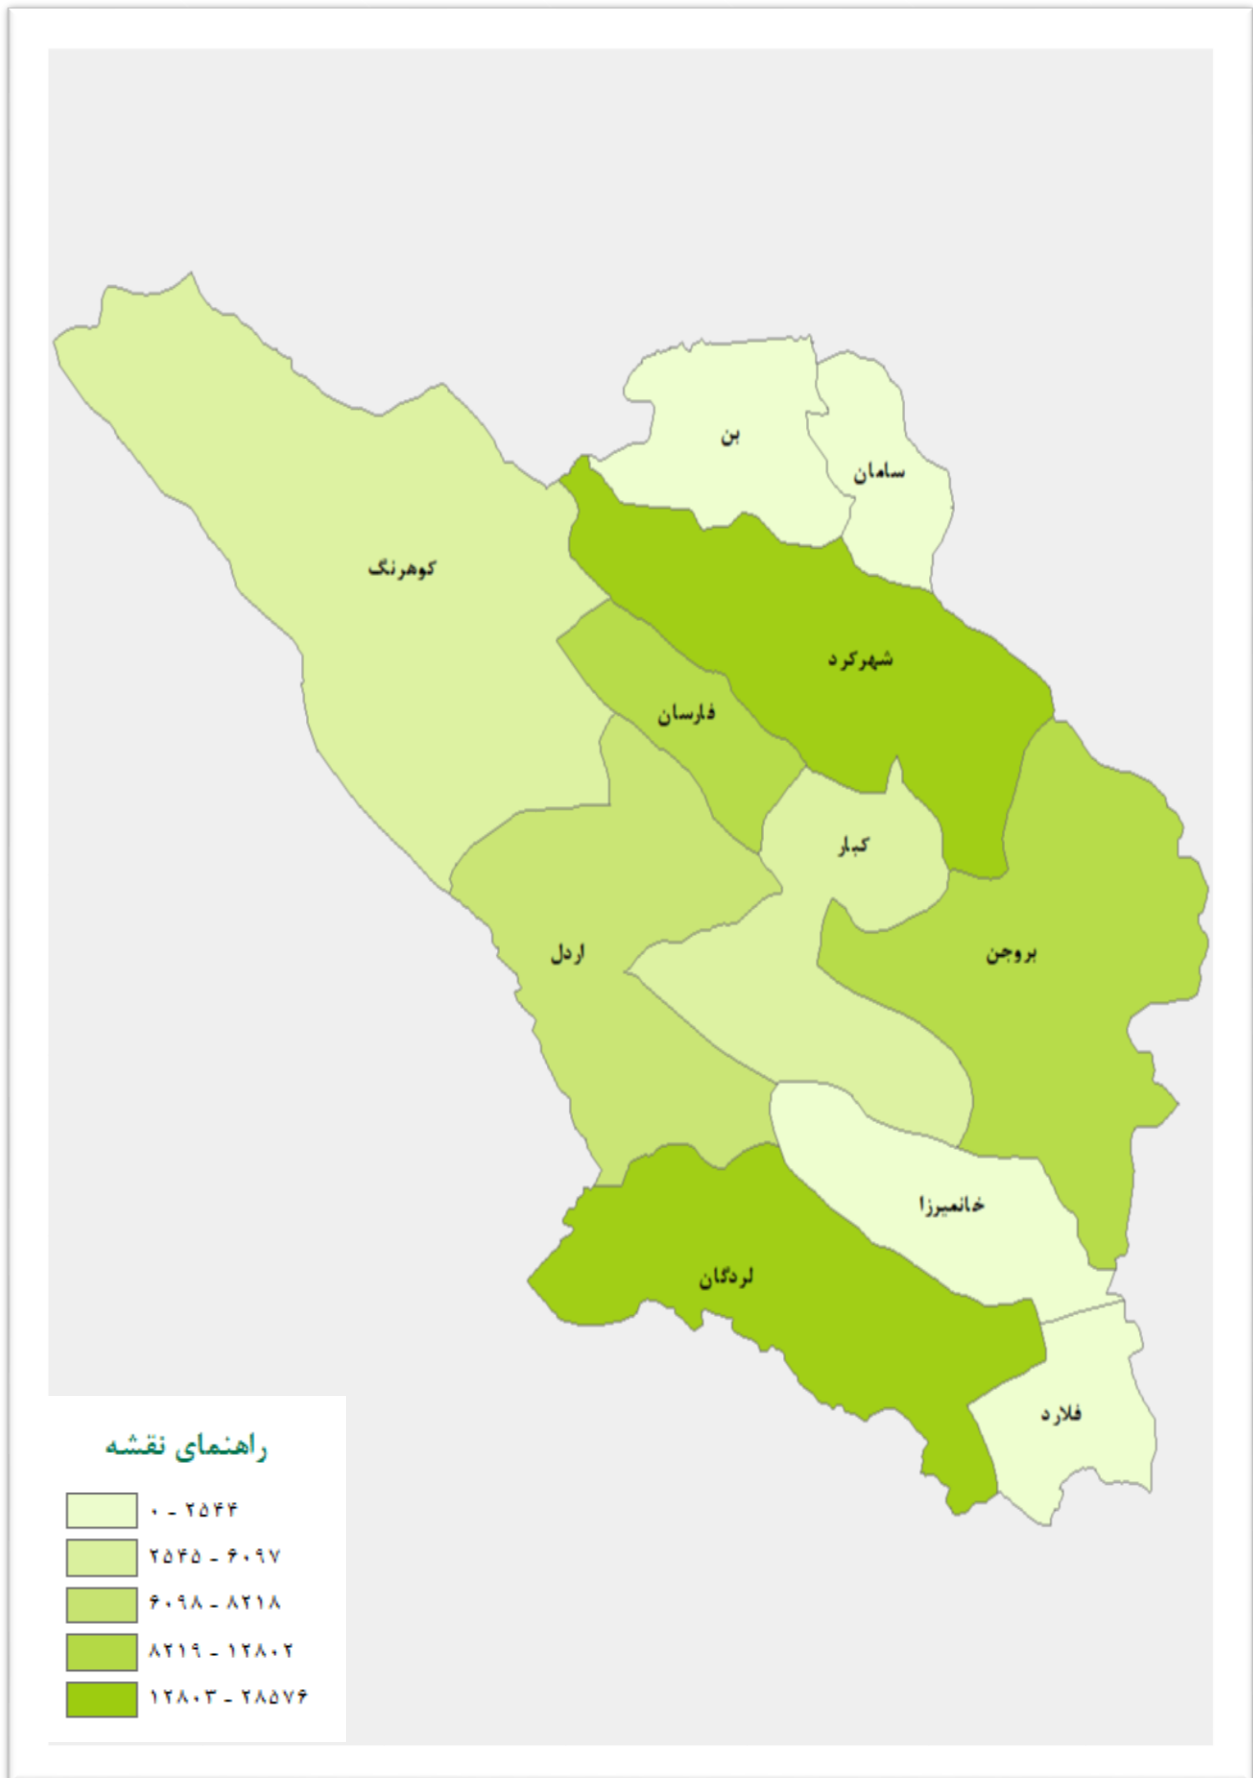 بن
سامان
کوهرنگ
شهرکرد
فارسان
کیار
اردل
بروجن
خانمیرزا
لردگان
فلارد
راهنمای نقشه
۰ - ۲۵۴۴
۲۵۴۵ - ۶۰۹۷
۶۰۹۸ - ۸۲۱۸
۸۲۱۹ - ۱۲۸۰۲
۱۲۸۰۳ - ۲۸۵۷۶